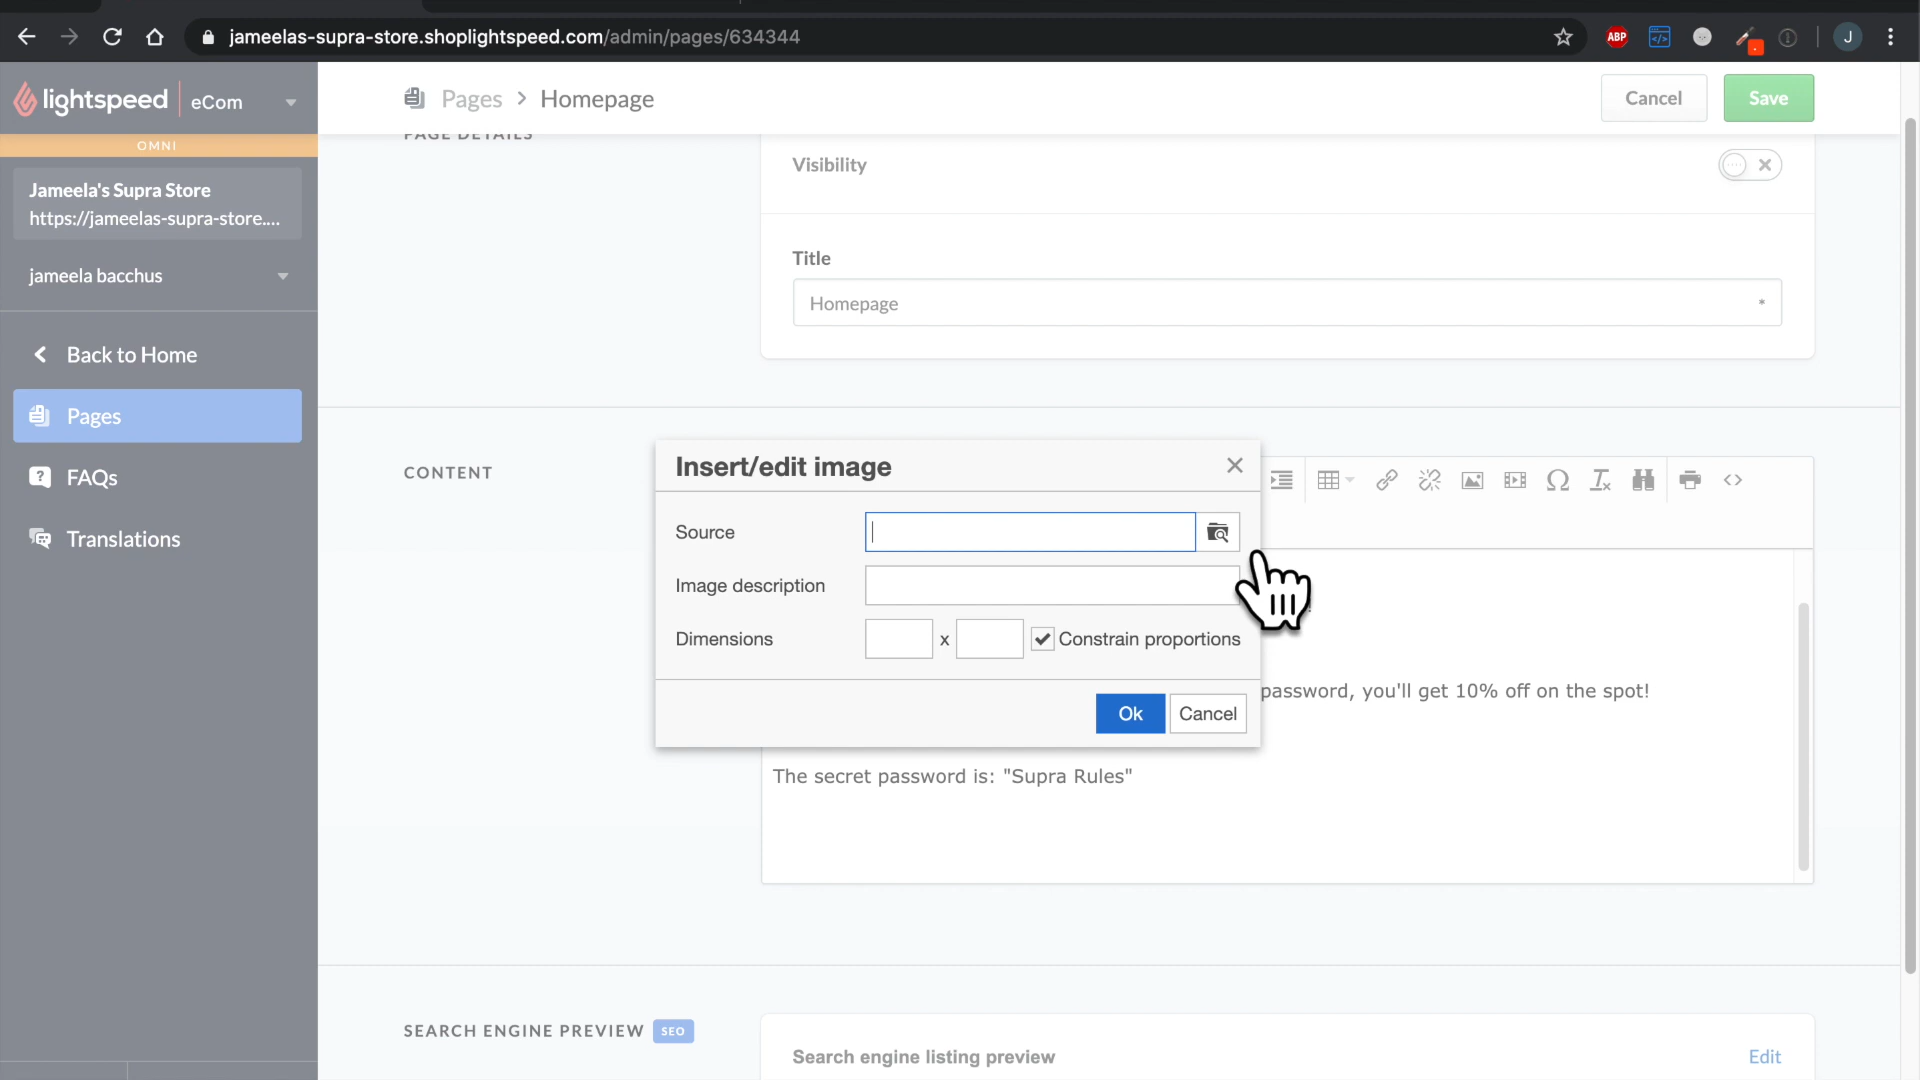 jameelas-supra-store.shoplightspeed.com/admin/pages/634344
ABP
J
lightspeed eCom
OMNI
Jameela's Supra Store
https://jameelas-supra-store....
jameela bacchus
Back to Home
Pages
FAQs
Translations
Pages > Homepage
Cancel
Save
PAGE DETAILS
Visibility
Title
Homepage *
CONTENT
Insert/edit image
Source
Image description
Dimensions
x
Constrain proportions
Ok
Cancel
password, you'll get 10% off on the spot!
The secret password is: "Supra Rules"
SEARCH ENGINE PREVIEW SEO
Search engine listing preview
Edit